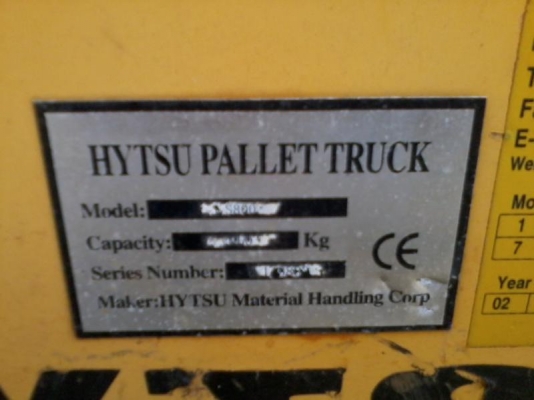 HYTSU PALLET TRUCK
Model:
Capacity: Kg
CE
Series Number:
Maker:HYTSU Material Handling Corp
E-
We
Mo
1
7
Year
02